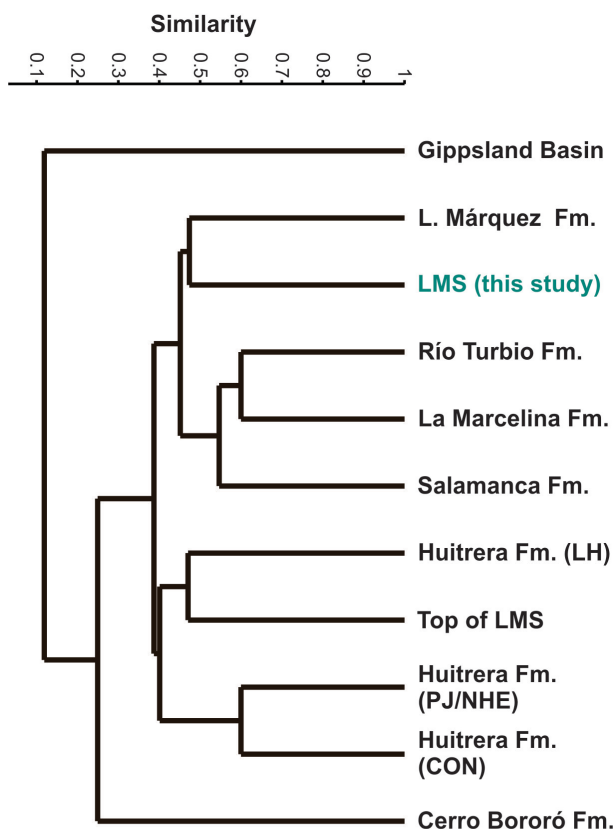 Similarity
0.1 0.2 0.3 0.4 0.5 0.6 0.7 0.8 0.9 1
Gippsland Basin
L. Márquez Fm.
LMS (this study)
Río Turbio Fm.
La Marcelina Fm.
Salamanca Fm.
Huitrera Fm. (LH)
Top of LMS
Huitrera Fm.
(PJ/NHE)
Huitrera Fm.
(CON)
Cerro Bororó Fm.